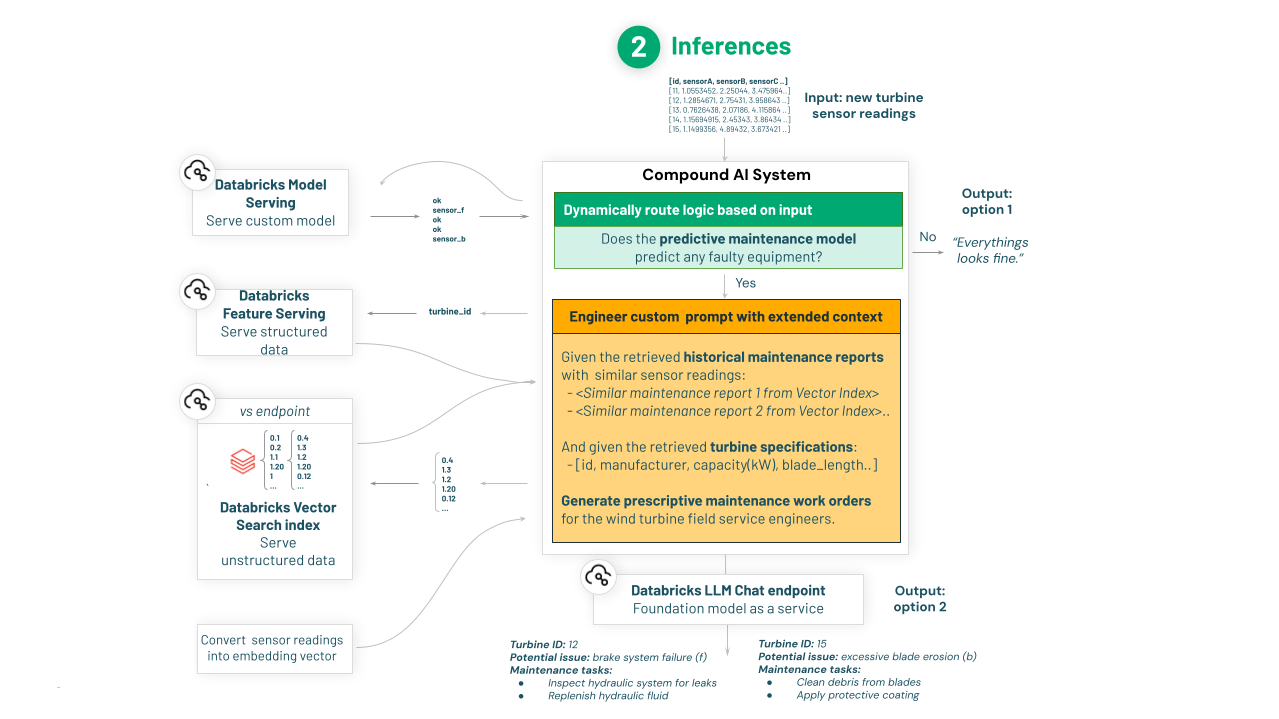 2 Inferences
[id, sensorA, sensorB, sensorC ..]
[11, 1.0553452, 2.25044, 3.475964..]
[12, 1.2854671, 2.75431, 3.958643 ..]
[13, 0.7626438, 2.07186, 4.115864 ..]
[14, 1.15694915, 2.45343, 3.86434 ..]
[15, 1.1499356, 4.89432, 3.673421 ..]
Input: new turbine
sensor readings
Databricks Model
Serving
Serve custom model
ok
sensor_f
ok
ok
sensor_b
Compound AI System
Dynamically route logic based on input
Does the predictive maintenance model
predict any faulty equipment?
No
Output:
option 1
“Everythings
looks fine.”
Yes
Databricks
Feature Serving
Serve structured
data
turbine_id
Engineer custom  prompt with extended context
Given the retrieved historical maintenance reports
with  similar sensor readings:
- <Similar maintenance report 1 from Vector Index>
- <Similar maintenance report 2 from Vector Index>..
And given the retrieved turbine specifications:
- [id, manufacturer, capacity(kW), blade_length..]
Generate prescriptive maintenance work orders
for the wind turbine field service engineers.
vs endpoint
0.1
0.2
1.1
1.20
1
...
0.4
1.3
1.2
1.20
0.12
...
Databricks Vector
Search index
Serve
unstructured data
0.4
1.3
1.2
1.20
0.12
...
Convert  sensor readings
into embedding vector
Databricks LLM Chat endpoint
Foundation model as a service
Output:
option 2
Turbine ID: 12
Potential issue: brake system failure (f)
Maintenance tasks:
● Inspect hydraulic system for leaks
● Replenish hydraulic fluid
Turbine ID: 15
Potential issue: excessive blade erosion (b)
Maintenance tasks:
● Clean debris from blades
● Apply protective coating